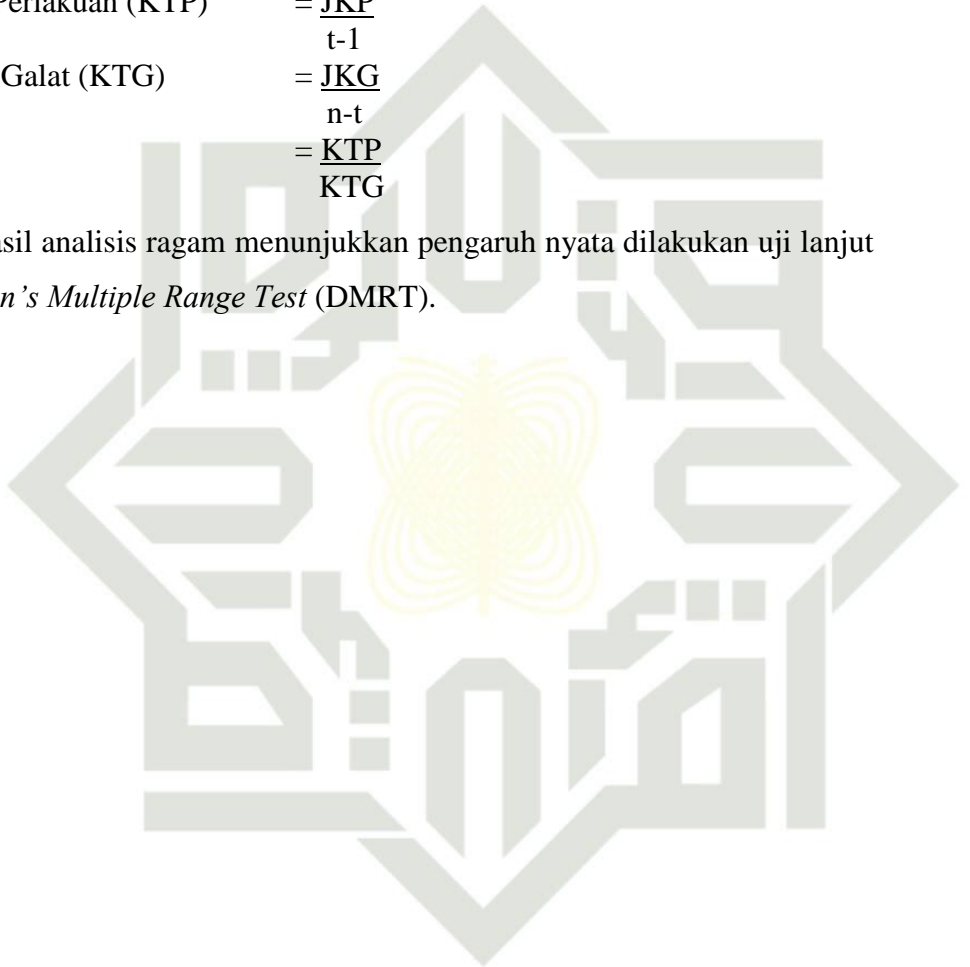 Perlakuan (KTP) = JKP
t-1
Galat (KTG) = JKG
n-t
= KTP
KTG
asil analisis ragam menunjukkan pengaruh nyata dilakukan uji lanjut
n’s Multiple Range Test (DMRT).